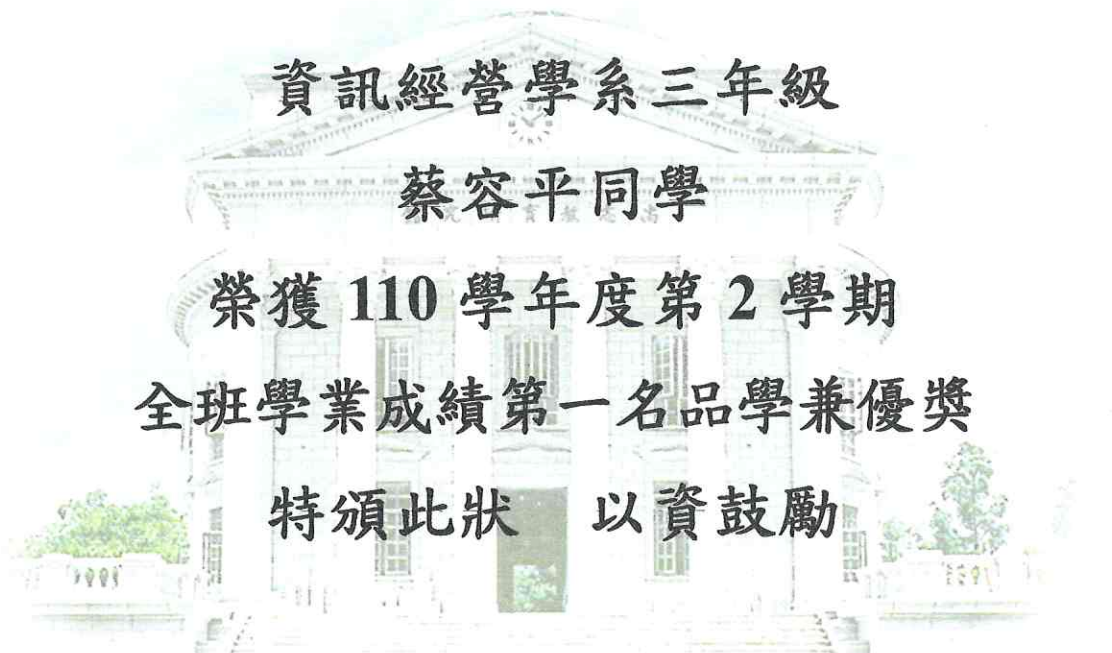 資訊經營學系三年級
蔡容平同學
榮獲 110 學年度第 2 學期
全班學業成績第一名品學兼優獎
特頒此狀　以資鼓勵